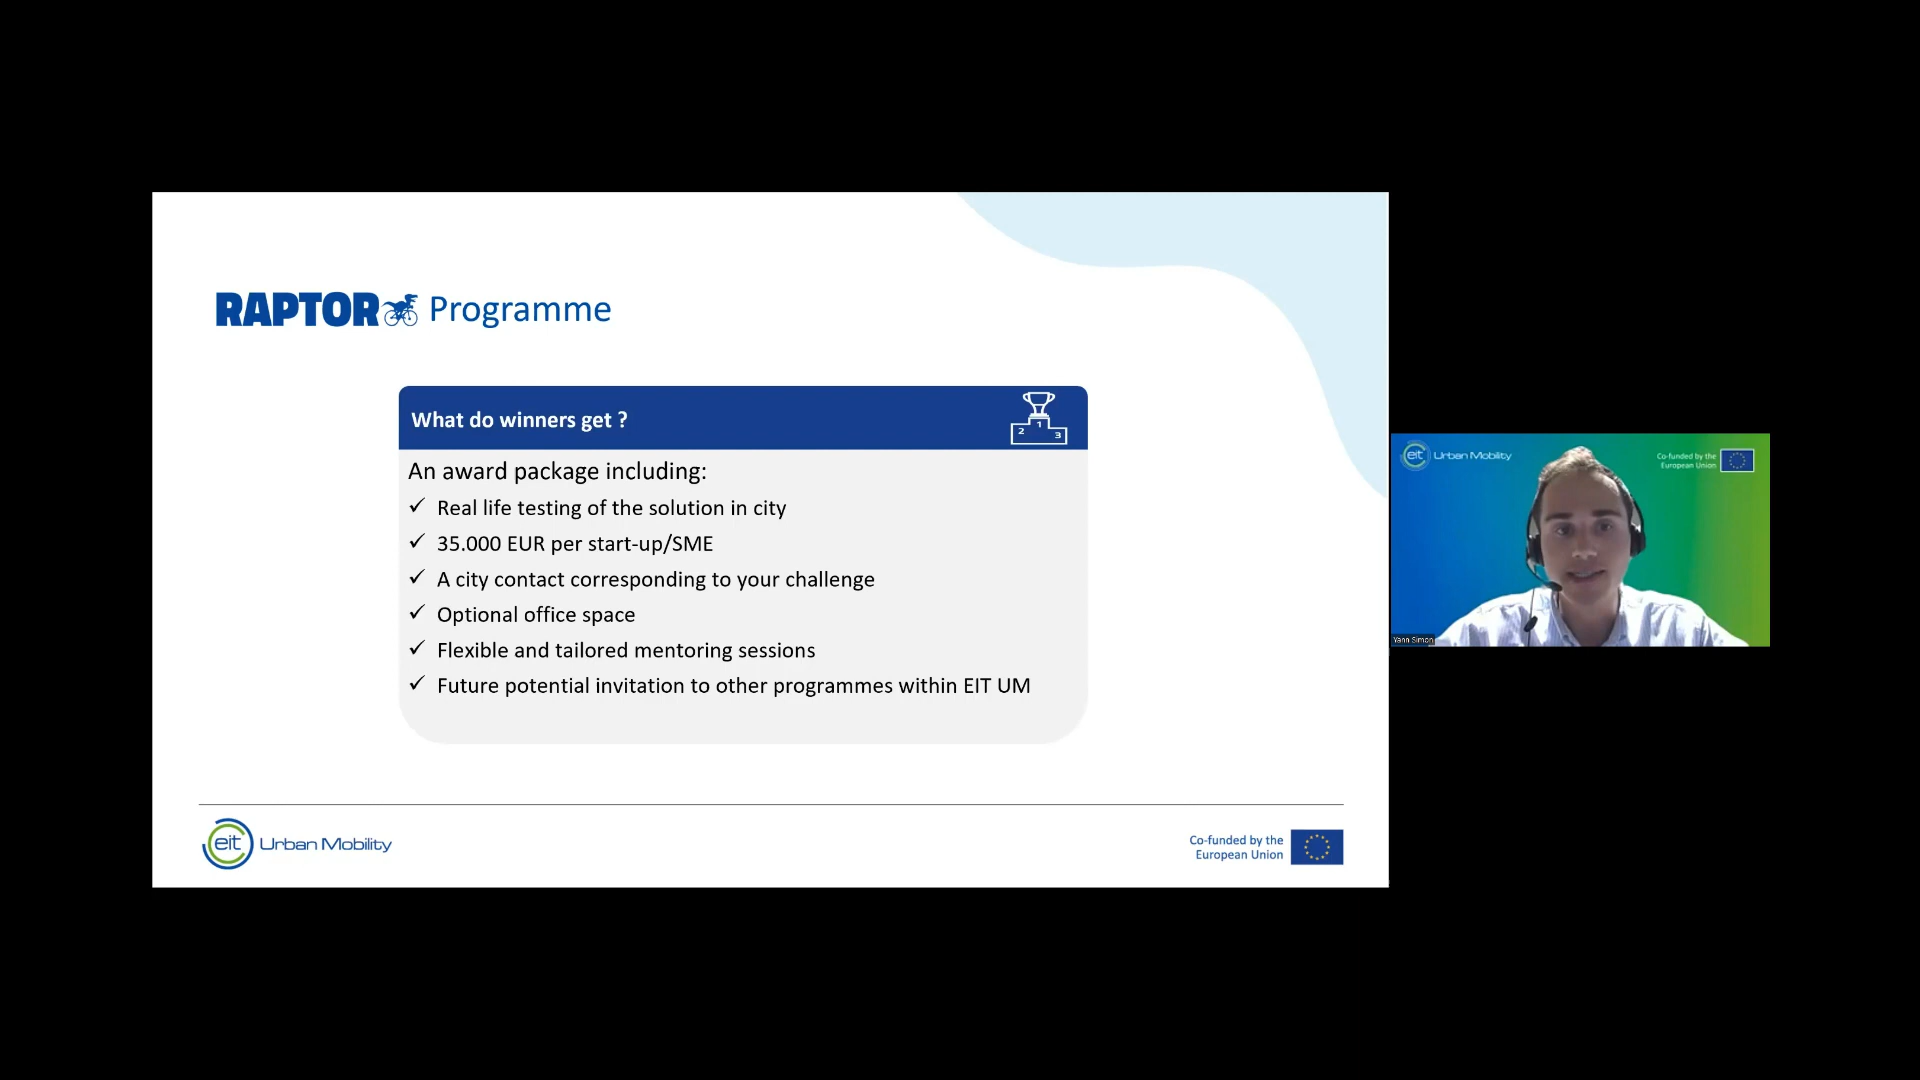 RAPTOR Programme
What do winners get ?
2 1 3
An award package including:
✓ Real life testing of the solution in city
✓ 35.000 EUR per start-up/SME
✓ A city contact corresponding to your challenge
✓ Optional office space
✓ Flexible and tailored mentoring sessions
✓ Future potential invitation to other programmes within EIT UM
eit Urban Mobility
Co-funded by the
European Union
eit Urban Mobility
Co-funded by the
European Union
Yann Simon